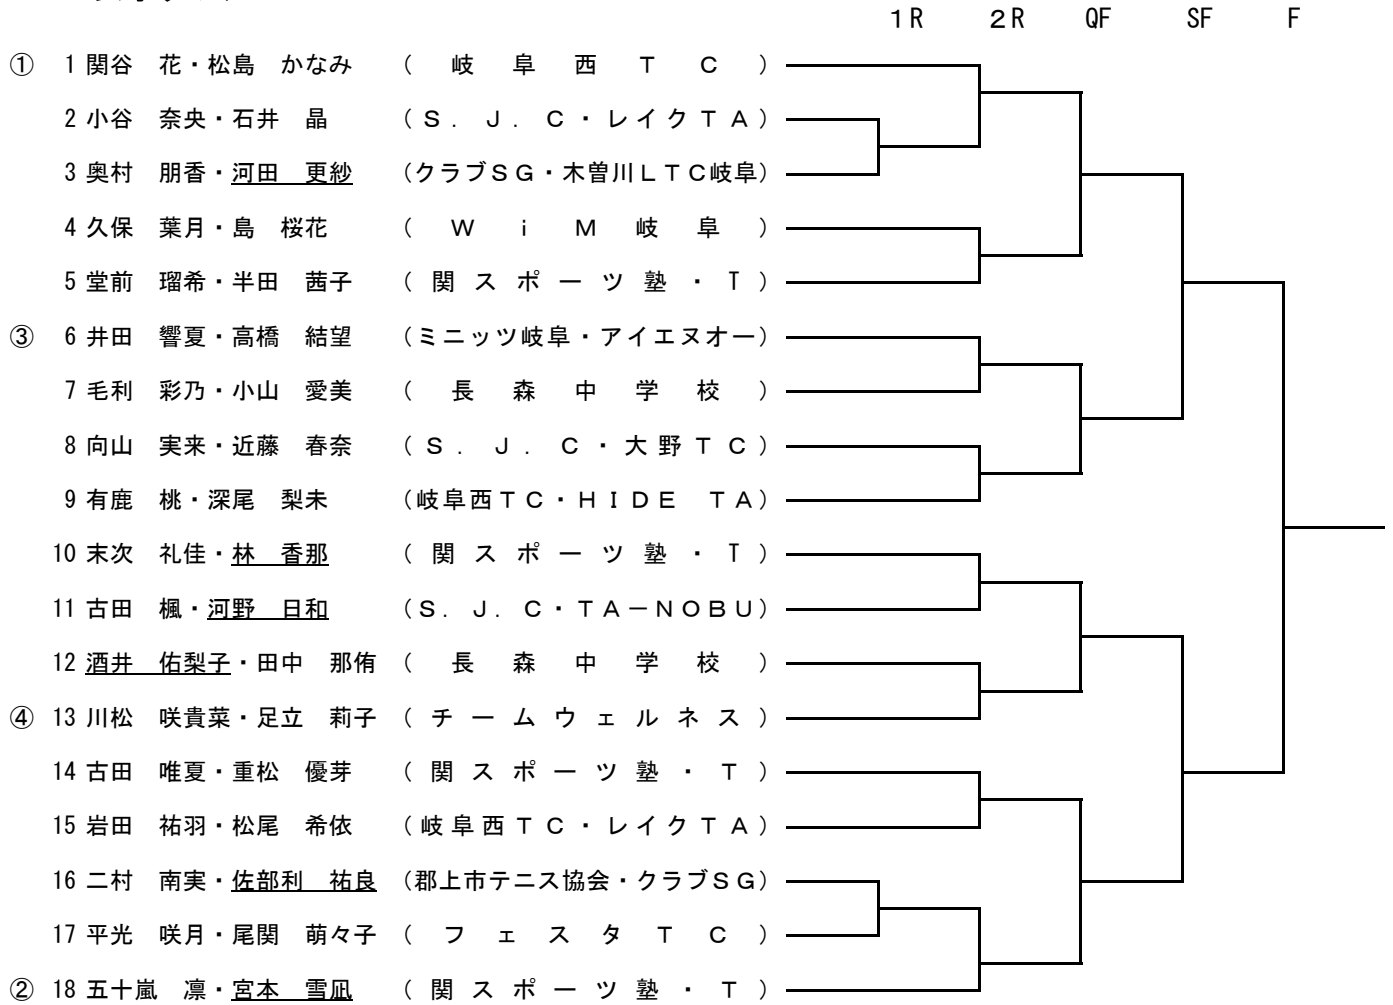 １Ｒ ２Ｒ QF SF F
① 1 関谷　花・松島　かなみ （岐阜西ＴＣ）
2 小谷　奈央・石井　晶 （Ｓ．Ｊ．Ｃ・レイクＴＡ）
3 奥村　朋香・河田　更紗 （クラブＳＧ・木曽川ＬＴＣ岐阜）
4 久保　葉月・島　桜花 （ＷｉＭ岐阜）
5 堂前　瑠希・半田　茜子 （関スポーツ塾・T）
③ 6 井田　響夏・高橋　結望 （ミニッツ岐阜・アイエヌオー）
7 毛利　彩乃・小山　愛美 （長森中学校）
8 向山　実来・近藤　春奈 （Ｓ．Ｊ．Ｃ・大野ＴＣ）
9 有鹿　桃・深尾　梨未 （岐阜西ＴＣ・ＨＩＤＥ　ＴＡ）
10 末次　礼佳・林　香那 （関スポーツ塾・T）
11 古田　楓・河野　日和 （Ｓ．Ｊ．Ｃ・ＴＡ－ＮＯＢＵ）
12 酒井　佑梨子・田中　那侑 （長森中学校）
④ 13 川松　咲貴菜・足立　莉子 （チームウェルネス）
14 古田　唯夏・重松　優芽 （関スポーツ塾・Ｔ）
15 岩田　祐羽・松尾　希依 （岐阜西ＴＣ・レイクＴＡ）
16 二村　南実・佐部利　祐良 （郡上市テニス協会・クラブＳＧ）
17 平光　咲月・尾関　萌々子 （フェスタＴＣ）
② 18 五十嵐　凛・宮本　雪凪 （関スポーツ塾・Ｔ）